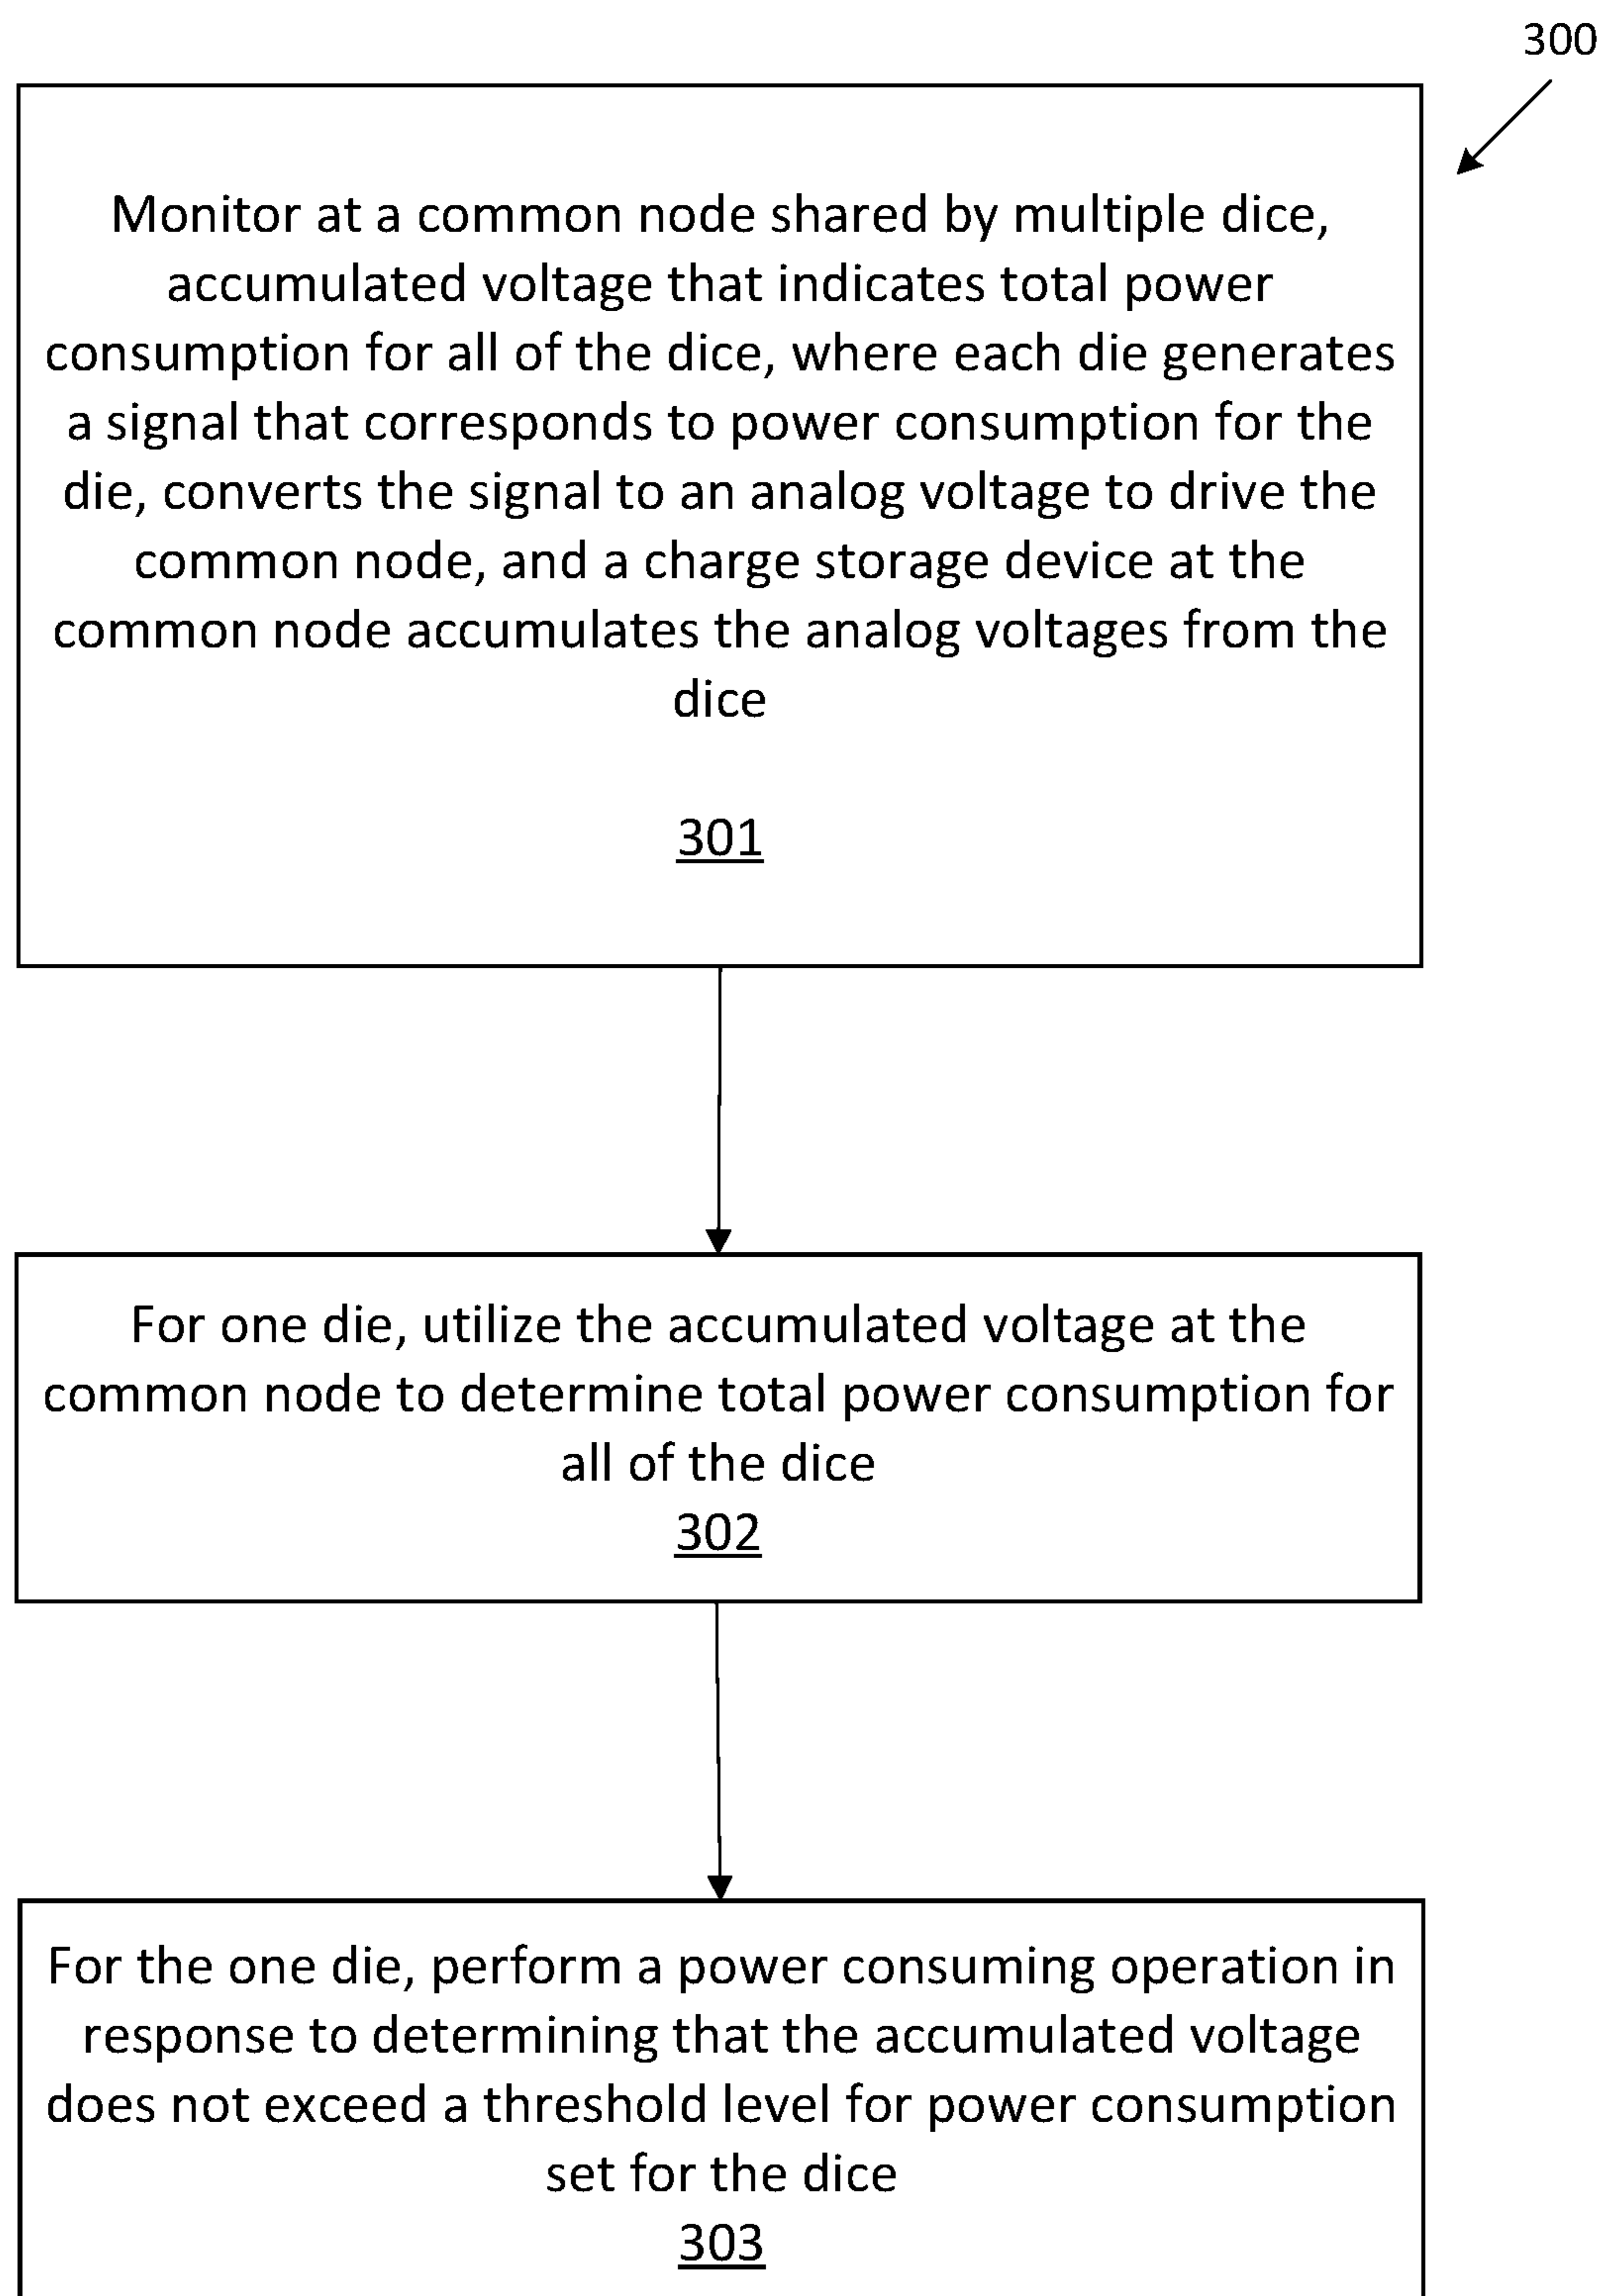 300
Monitor at a common node shared by multiple dice,
accumulated voltage that indicates total power
consumption for all of the dice, where each die generates
a signal that corresponds to power consumption for the
die, converts the signal to an analog voltage to drive the
common node, and a charge storage device at the
common node accumulates the analog voltages from the
dice
301
For one die, utilize the accumulated voltage at the
common node to determine total power consumption for
all of the dice
302
For the one die, perform a power consuming operation in
response to determining that the accumulated voltage
does not exceed a threshold level for power consumption
set for the dice
303